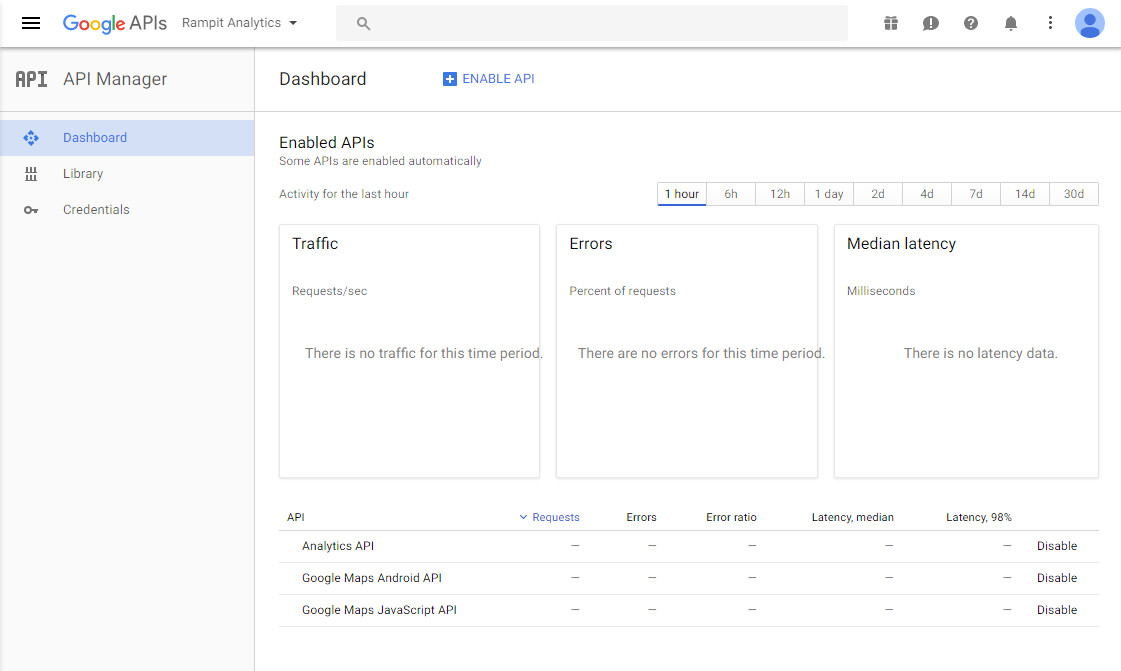 Google APIs Rampit Analytics
API API Manager
Dashboard ENABLE API
Dashboard
Library
Credentials
Enabled APIs
Some APIs are enabled automatically
Activity for the last hour 1 hour 6h 12h 1 day 2d 4d 7d 14d 30d
Traffic Errors Median latency
Requests/sec Percent of requests Milliseconds
There is no traffic for this time period. There are no errors for this time period. There is no latency data.
API Requests Errors Error ratio Latency, median Latency, 98%
Analytics API – – – – – Disable
Google Maps Android API – – – – – Disable
Google Maps JavaScript API – – – – – Disable